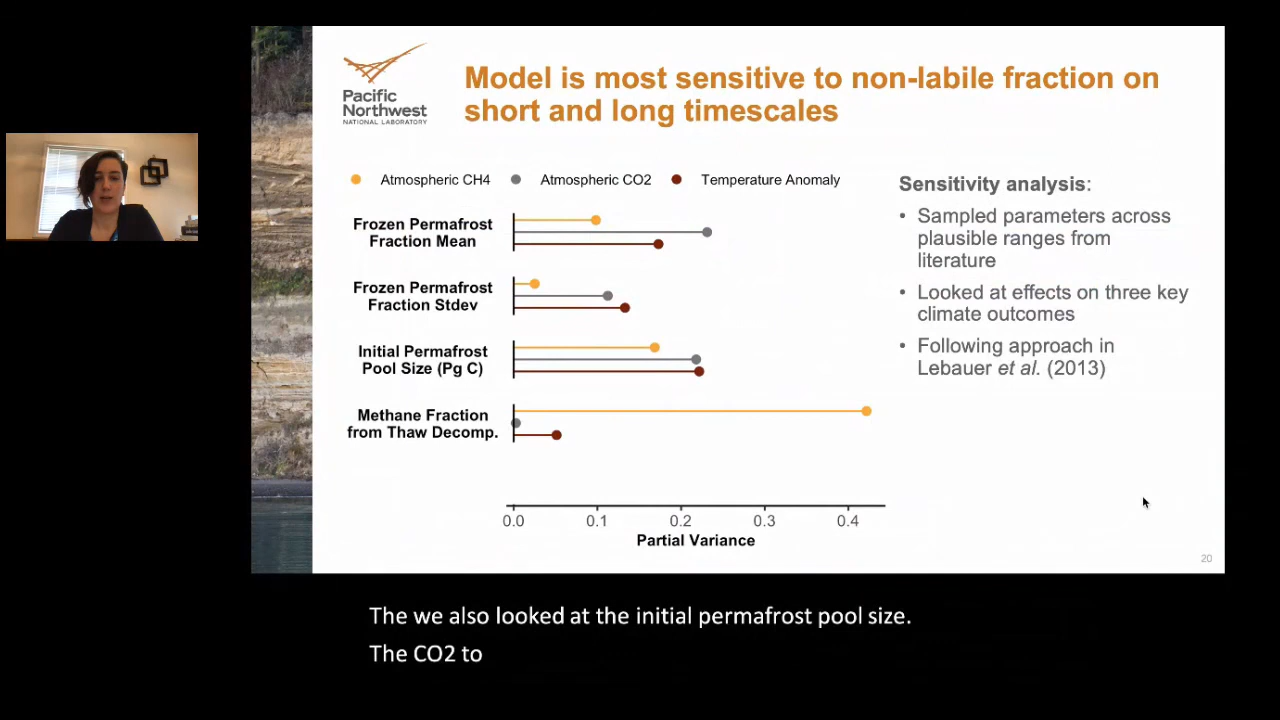 Pacific
Northwest
NATIONAL LABORATORY
Model is most sensitive to non-labile fraction on
short and long timescales
Atmospheric CH4
Atmospheric CO2
Temperature Anomaly
Frozen Permafrost
Fraction Mean
Frozen Permafrost
Fraction Stdev
Initial Permafrost
Pool Size (Pg C)
Methane Fraction
from Thaw Decomp.
0.0 0.1 0.2 0.3 0.4
Partial Variance
Sensitivity analysis:
• Sampled parameters across
plausible ranges from
literature
• Looked at effects on three key
climate outcomes
• Following approach in
Lebauer et al. (2013)
20
The we also looked at the initial permafrost pool size.
The CO2 to